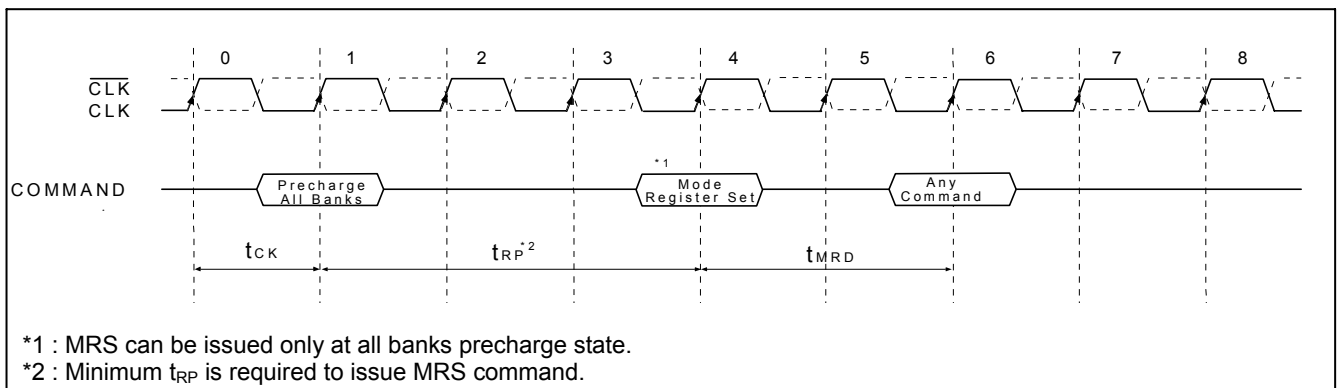 0 1 2 3 4 5 6 7 8
CLK
CLK
*1
COMMAND
Precharge
All Banks
Mode
Register Set
Any
Command
tCK
tRP*2
tMRD
*1 : MRS can be issued only at all banks precharge state.
*2 : Minimum tRP is required to issue MRS command.